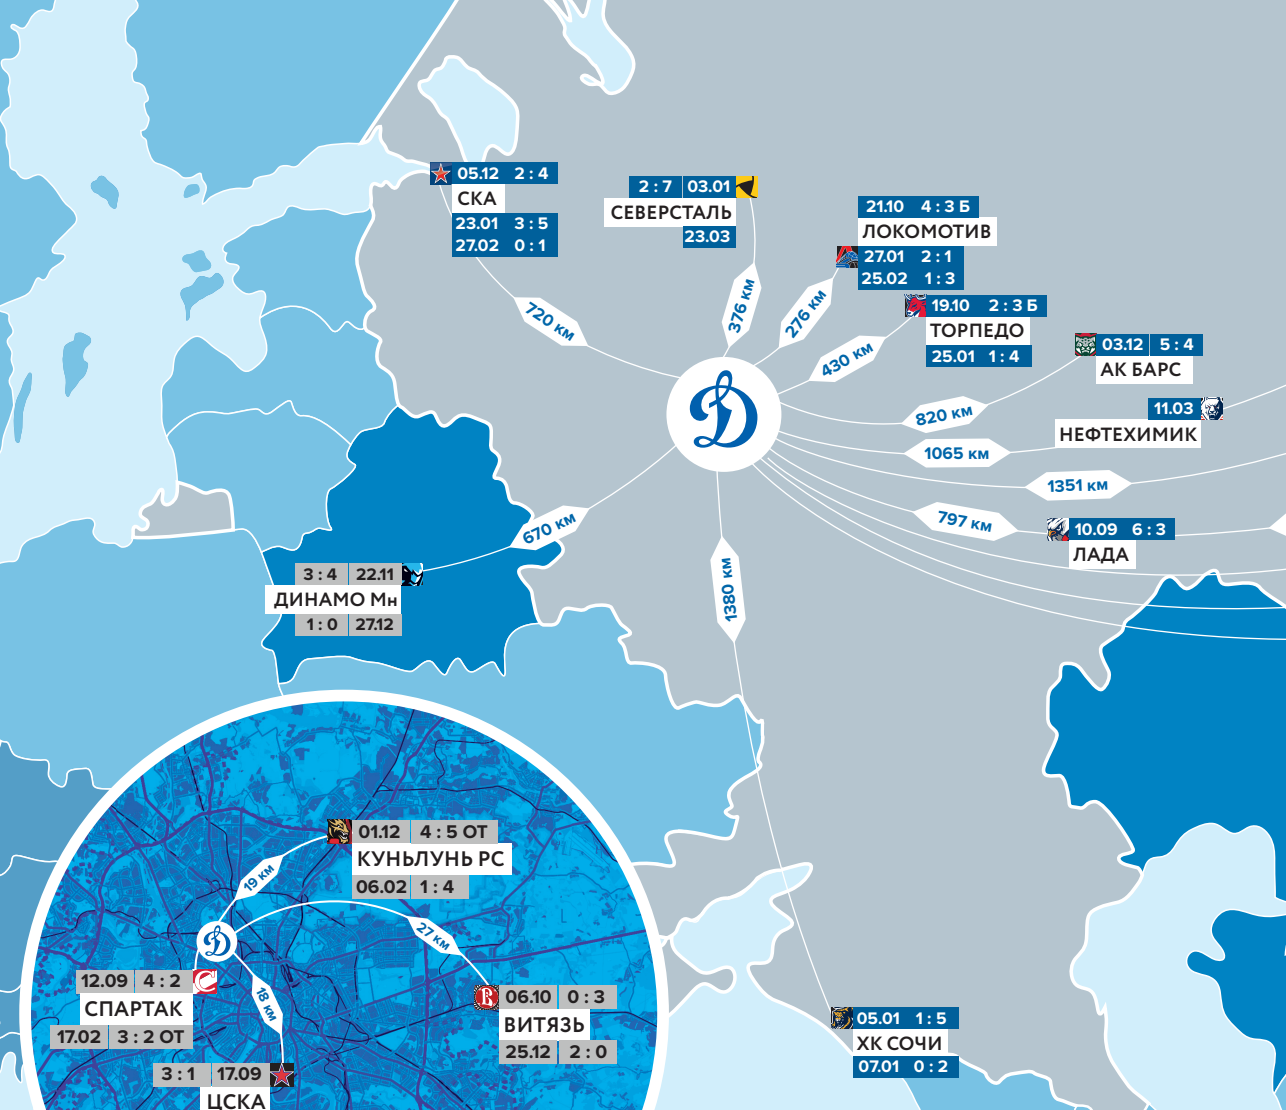 05.12 2 : 4
СКА
23.01 3 : 5
27.02 0 : 1
2 : 7 03.01
СЕВЕРСТАЛЬ
23.03
21.10 4 : 3 Б
ЛОКОМОТИВ
27.01 2 : 1
25.02 1 : 3
19.10 2 : 3 Б
ТОРПЕДО
25.01 1 : 4
03.12 5 : 4
АК БАРС
11.03
НЕФТЕХИМИК
720 км
376 км
276 км
430 км
820 км
1065 км
1351 км
797 км
10.09 6 : 3
ЛАДА
670 км
1380 км
3 : 4 22.11
ДИНАМО Мн
1 : 0 27.12
01.12 4 : 5 ОТ
КУНЬЛУНЬ РС
06.02 1 : 4
19 км
27 км
18 км
12.09 4 : 2
СПАРТАК
17.02 3 : 2 ОТ
06.10 0 : 3
ВИТЯЗЬ
25.12 2 : 0
3 : 1 17.09
ЦСКА
05.01 1 : 5
ХК СОЧИ
07.01 0 : 2